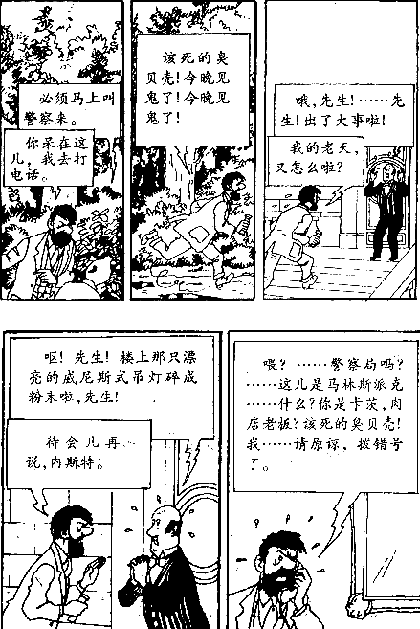 必须马上叫
警察来。
你呆在这
儿，我去打
电话。
该死的臭
贝壳！今晚见
鬼了！今晚见
鬼了！
哦，先生！……先
生！出了大事啦！
我的老天，
又怎么啦？
呕！先生！楼上那只漂
亮的威尼斯式吊灯碎成
粉末啦，先生！
待会儿再
说，内斯特。
喂？……警察局吗？
……这儿是马林斯派克
……什么？你是卡茨，肉
店老板？该死的臭贝壳！
我……请原谅，拨错号
了。